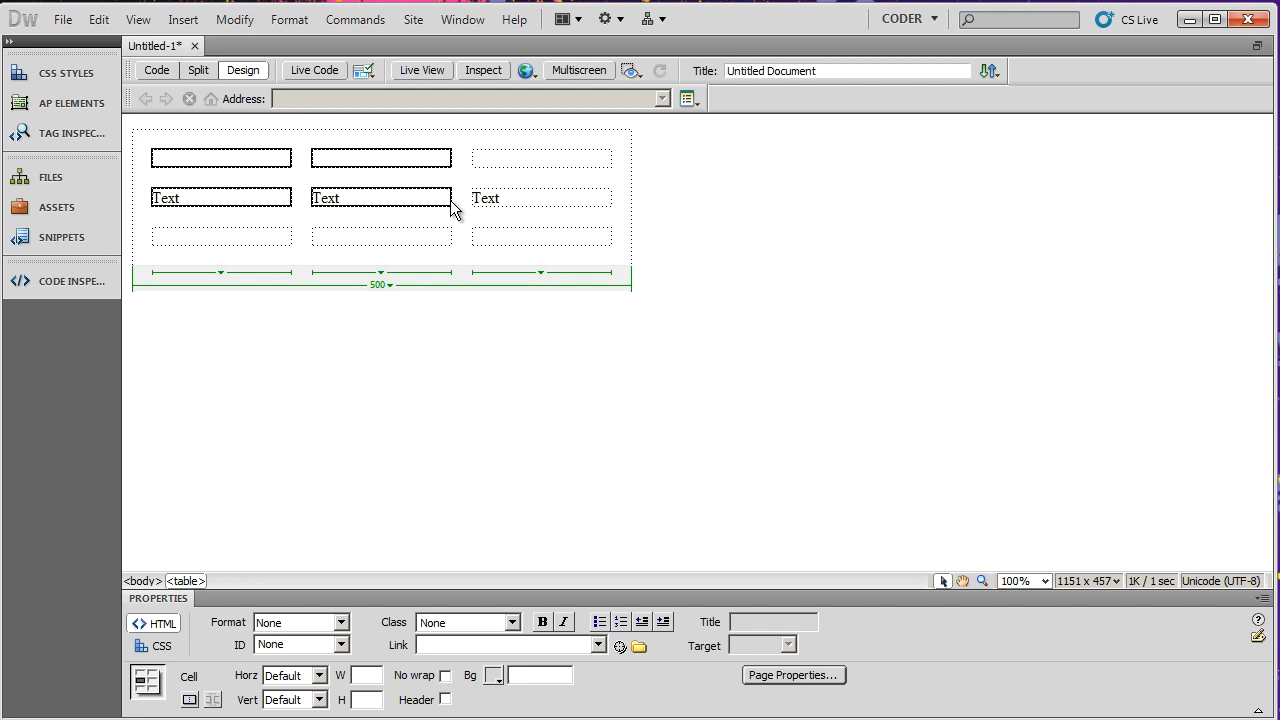 Dw File Edit View Insert Modify Format Commands Site Window Help CODER CS Live
Untitled-1*
CSS STYLES
AP ELEMENTS
TAG INSPEC...
FILES
ASSETS
SNIPPETS
CODE INSPE...
Code Split Design Live Code Live View Inspect Multiscreen Title: Untitled Document
Address:
Text Text Text
500
<body> <table> 100% 1151 x 457 1K / 1 sec Unicode (UTF-8)
PROPERTIES
HTML Format None Class None B I Title
CSS ID None Link Target
Cell Horz Default W No wrap Bg Page Properties...
Vert Default H Header